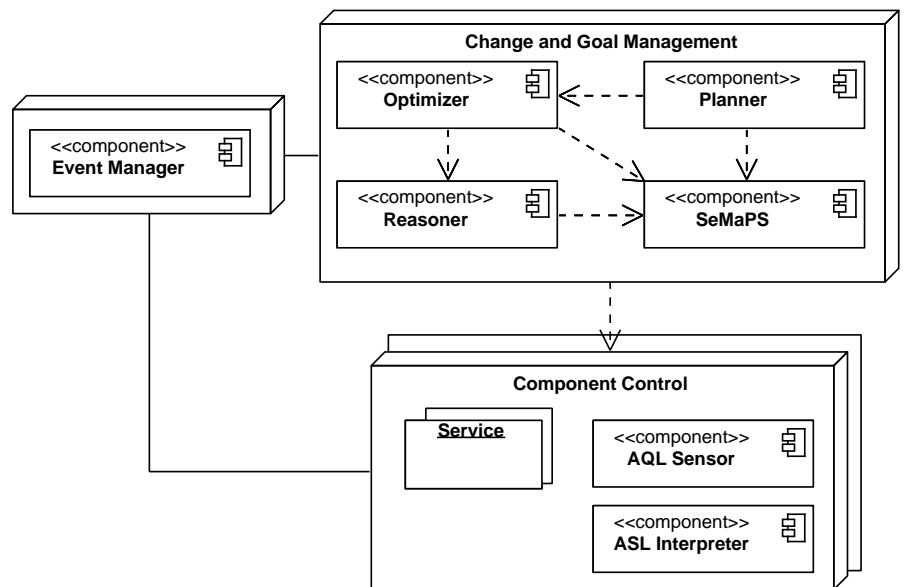 Change and Goal Management
<<component>>
Optimizer
<<component>>
Planner
<<component>>
Event Manager
<<component>>
Reasoner
<<component>>
SeMaPS
Component Control
Service
<<component>>
AQL Sensor
<<component>>
ASL Interpreter